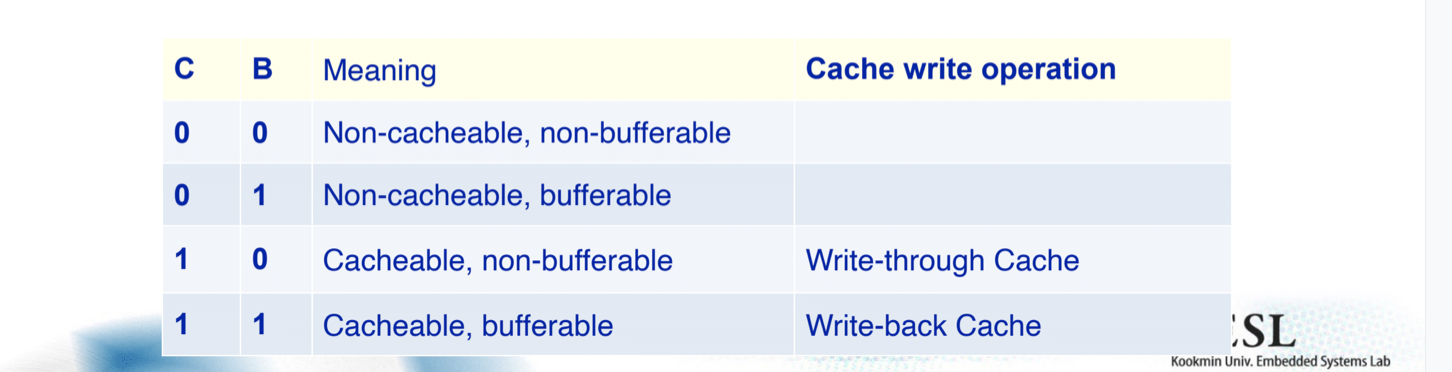 C B Meaning Cache write operation
0 0 Non-cacheable, non-bufferable
0 1 Non-cacheable, bufferable
1 0 Cacheable, non-bufferable Write-through Cache
1 1 Cacheable, bufferable Write-back Cache
SL
Kookmin Univ. Embedded Systems Lab